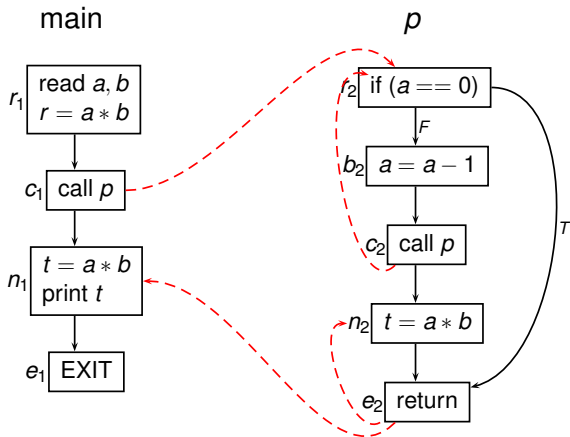 main
r1
read a, b
r = a ∗ b
c1
call p
n1
t = a ∗ b
print t
e1
EXIT
p
r2
if (a == 0)
F
b2
a = a − 1
T
c2
call p
n2
t = a ∗ b
e2
return